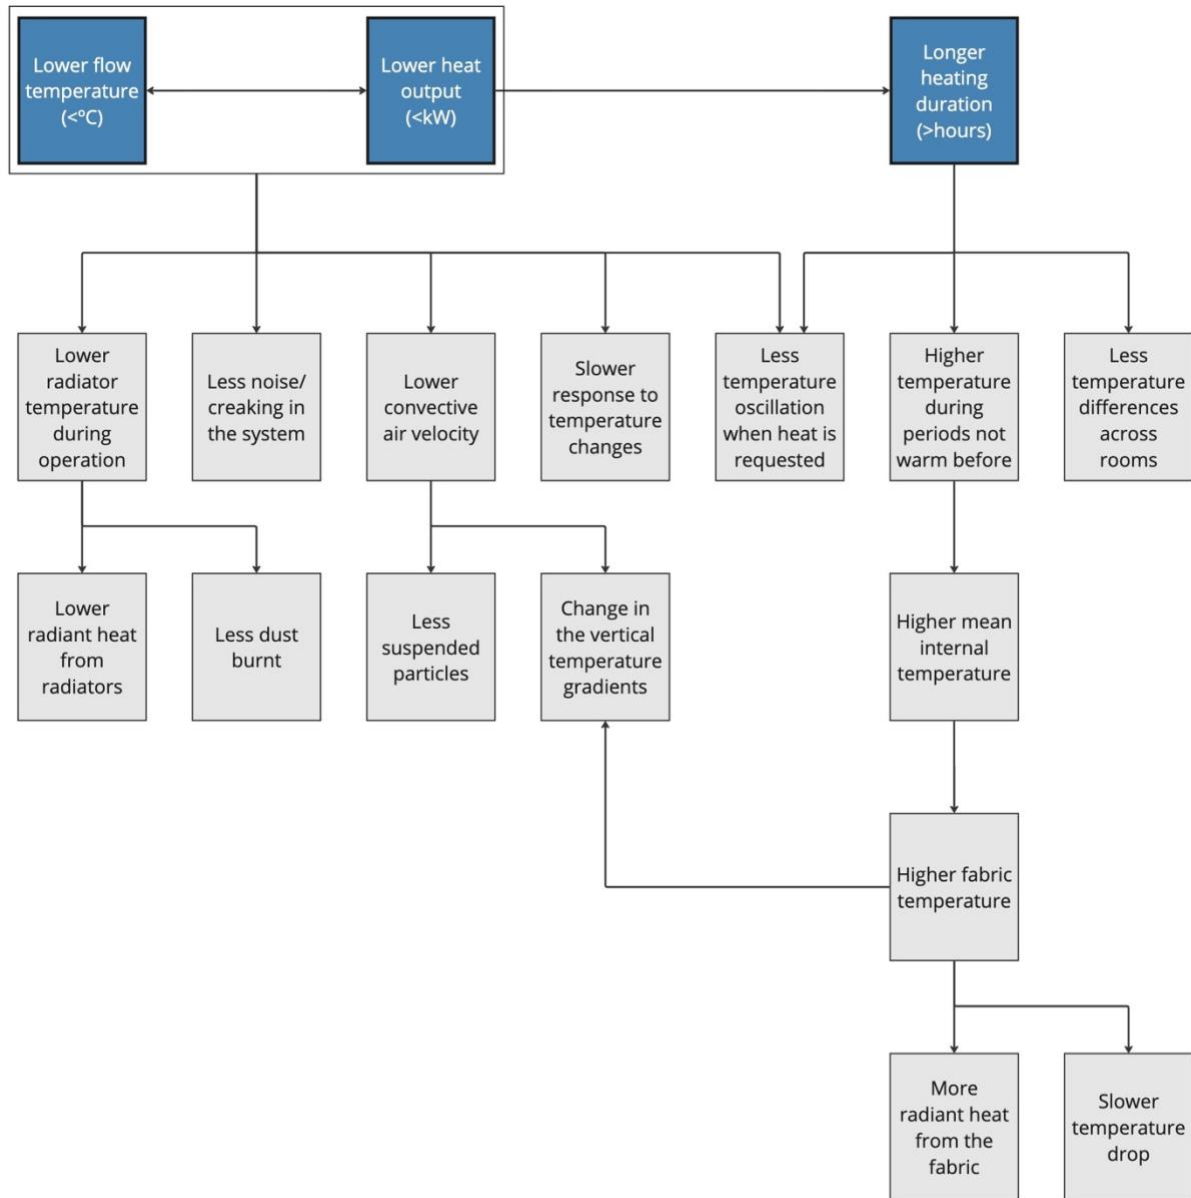 Lower flow
temperature
(<ºC)
Lower heat
output
(<kW)
Longer
heating
duration
(>hours)
Lower
radiator
temperature
during
operation
Less noise/
creaking in
the system
Lower
convective
air velocity
Slower
response to
temperature
changes
Less
temperature
oscillation
when heat is
requested
Higher
temperature
during
periods not
warm before
Less
temperature
differences
across
rooms
Lower
radiant heat
from
radiators
Less dust
burnt
Less
suspended
particles
Change in
the vertical
temperature
gradients
Higher mean
internal
temperature
Higher fabric
temperature
More
radiant heat
from the
fabric
Slower
temperature
drop